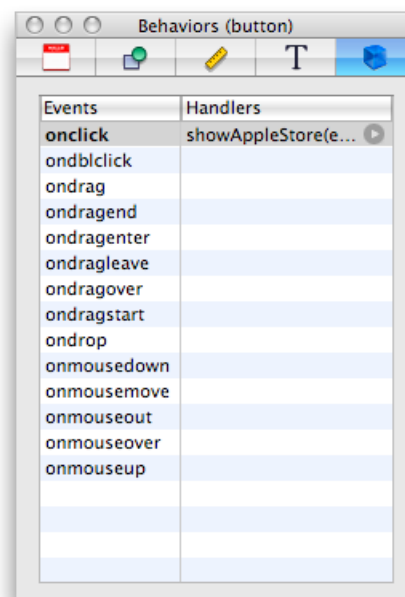 Behaviors (button)
T
Events Handlers
onclick showAppleStore(e...
ondblclick
ondrag
ondragend
ondragenter
ondragleave
ondragover
ondragstart
ondrop
onmousedown
onmousemove
onmouseout
onmouseover
onmouseup